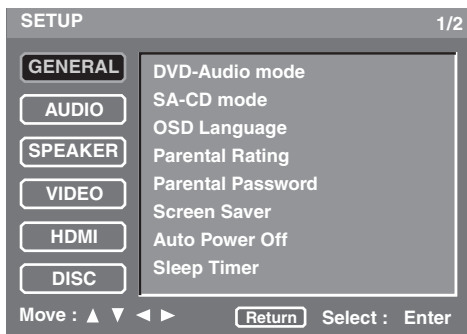 SETUP 1/2
GENERAL
AUDIO
SPEAKER
VIDEO
HDMI
DISC
DVD-Audio mode
SA-CD mode
OSD Language
Parental Rating
Parental Password
Screen Saver
Auto Power Off
Sleep Timer
Move : ▲ ▼ ◄ ► Return Select : Enter